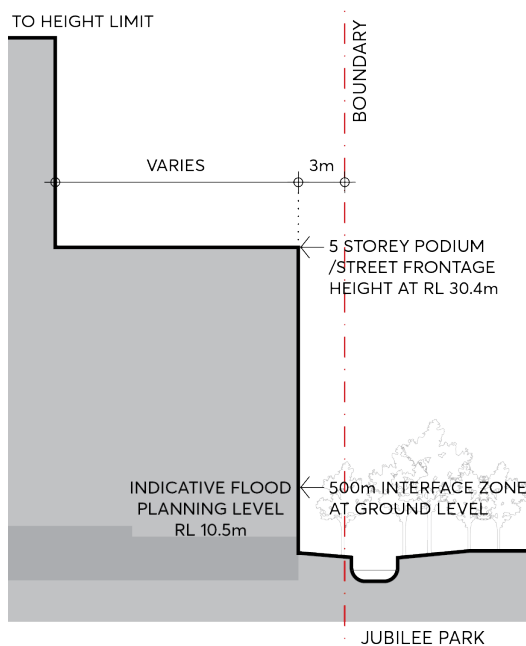 TO HEIGHT LIMIT
BOUNDARY
VARIES
3m
5 STOREY PODIUM
/STREET FRONTAGE
HEIGHT AT RL 30.4m
INDICATIVE FLOOD
PLANNING LEVEL
RL 10.5m
500m INTERFACE ZONE
AT GROUND LEVEL
JUBILEE PARK